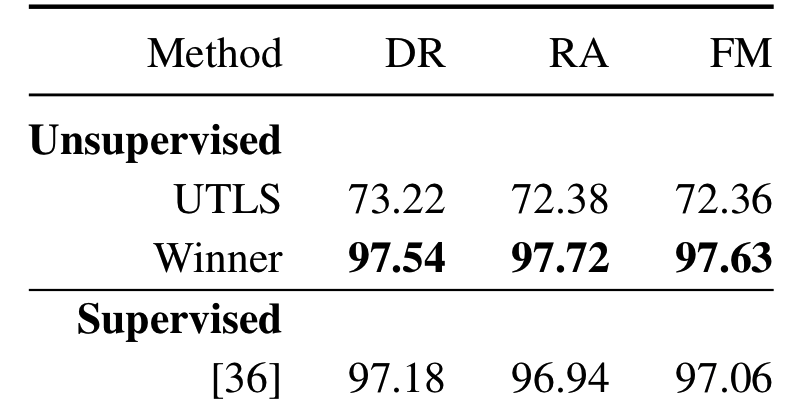 Method DR RA FM
Unsupervised
UTLS 73.22 72.38 72.36
Winner 97.54 97.72 97.63
Supervised
[36] 97.18 96.94 97.06